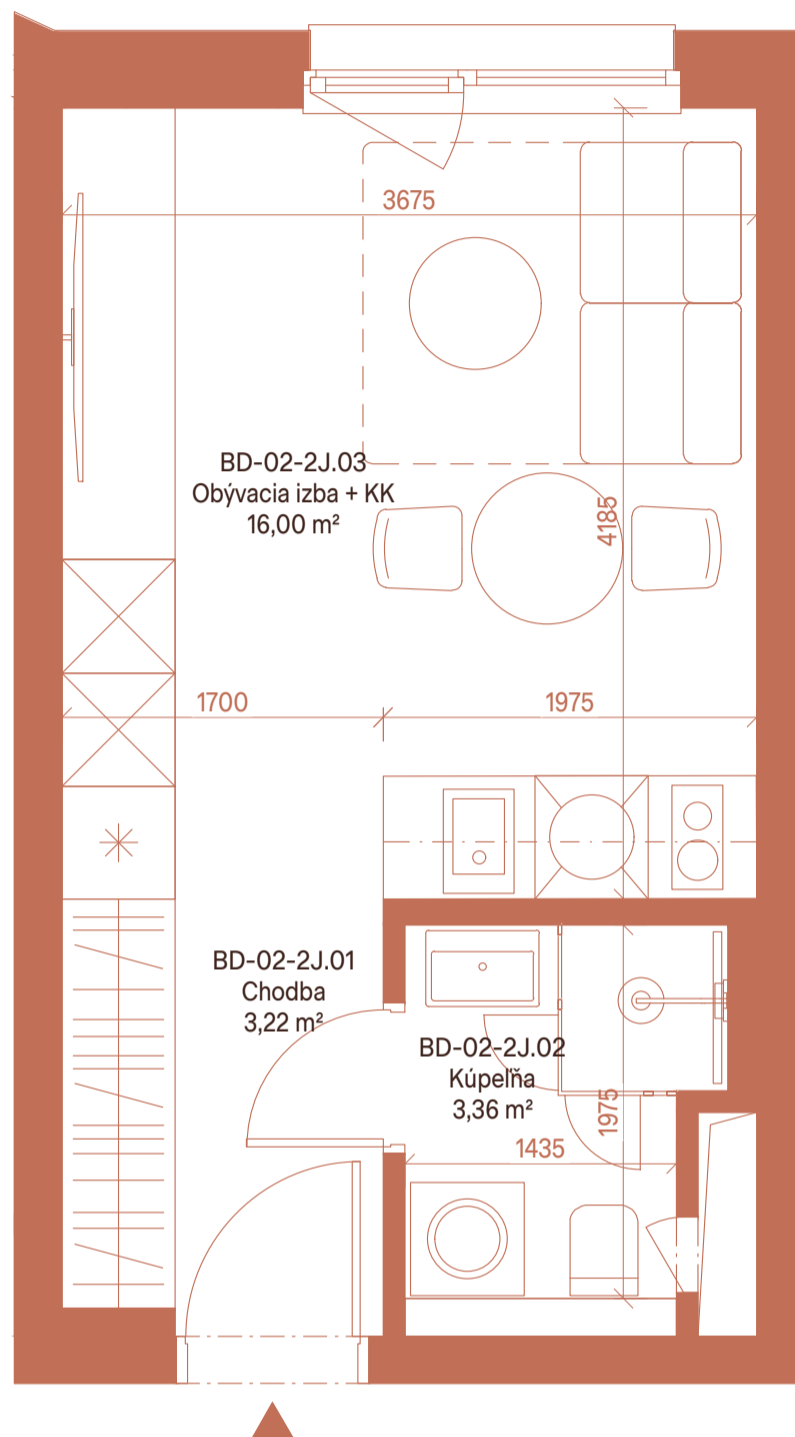 3675
BD-02-2J.03
Obývacia izba + KK
16,00 m²
4185
1700
1975
BD-02-2J.01
Chodba
3,22 m²
BD-02-2J.02
Kúpeľňa
3,36 m²
1975
1435